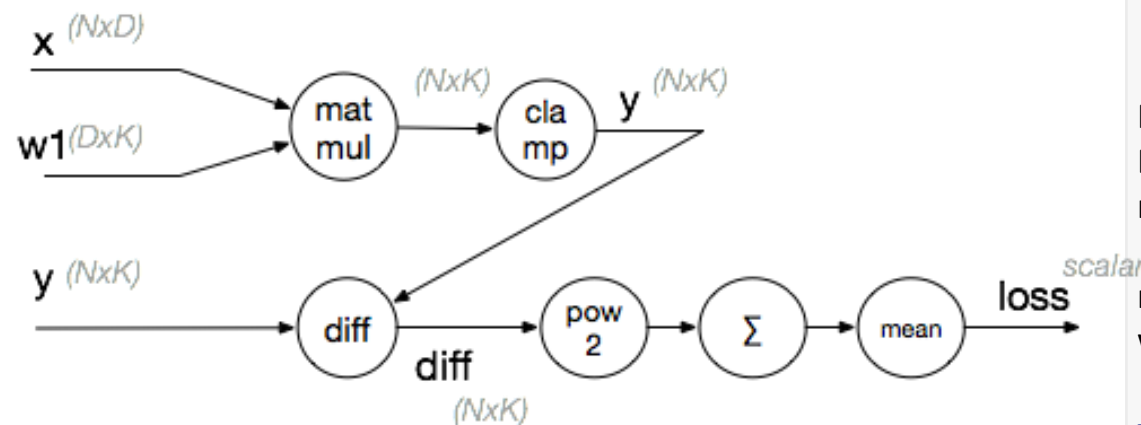 x (NxD)
w1(DxK)
mat
mul
(NxK)
cla
mp
y (NxK)
y (NxK)
diff
diff
(NxK)
pow
2
Σ
mean
loss
scalar